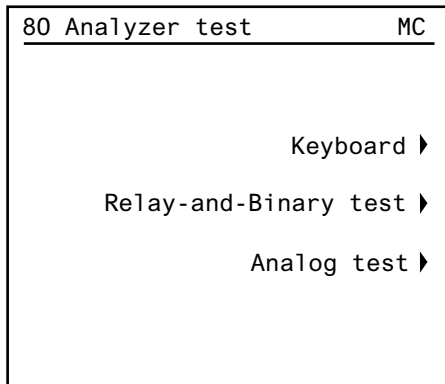 80 Analyzer test MC
Keyboard
Relay-and-Binary test
Analog test